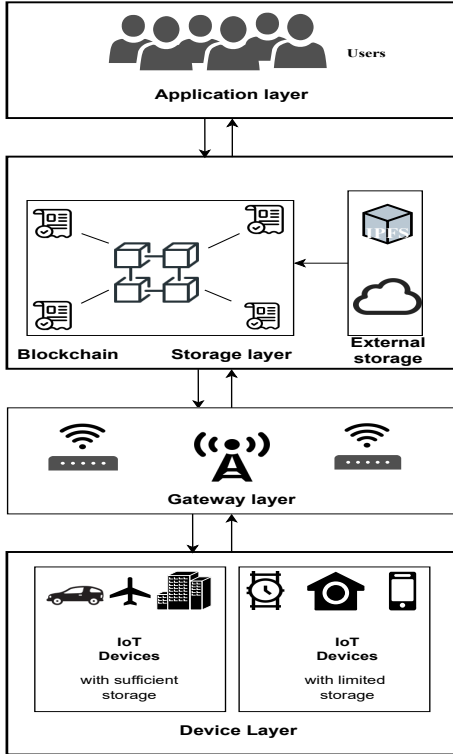 Users
Application layer
IPFS
Blockchain
Storage layer
External
storage
Gateway layer
IoT
Devices
with sufficient
storage
IoT
Devices
with limited
storage
Device Layer